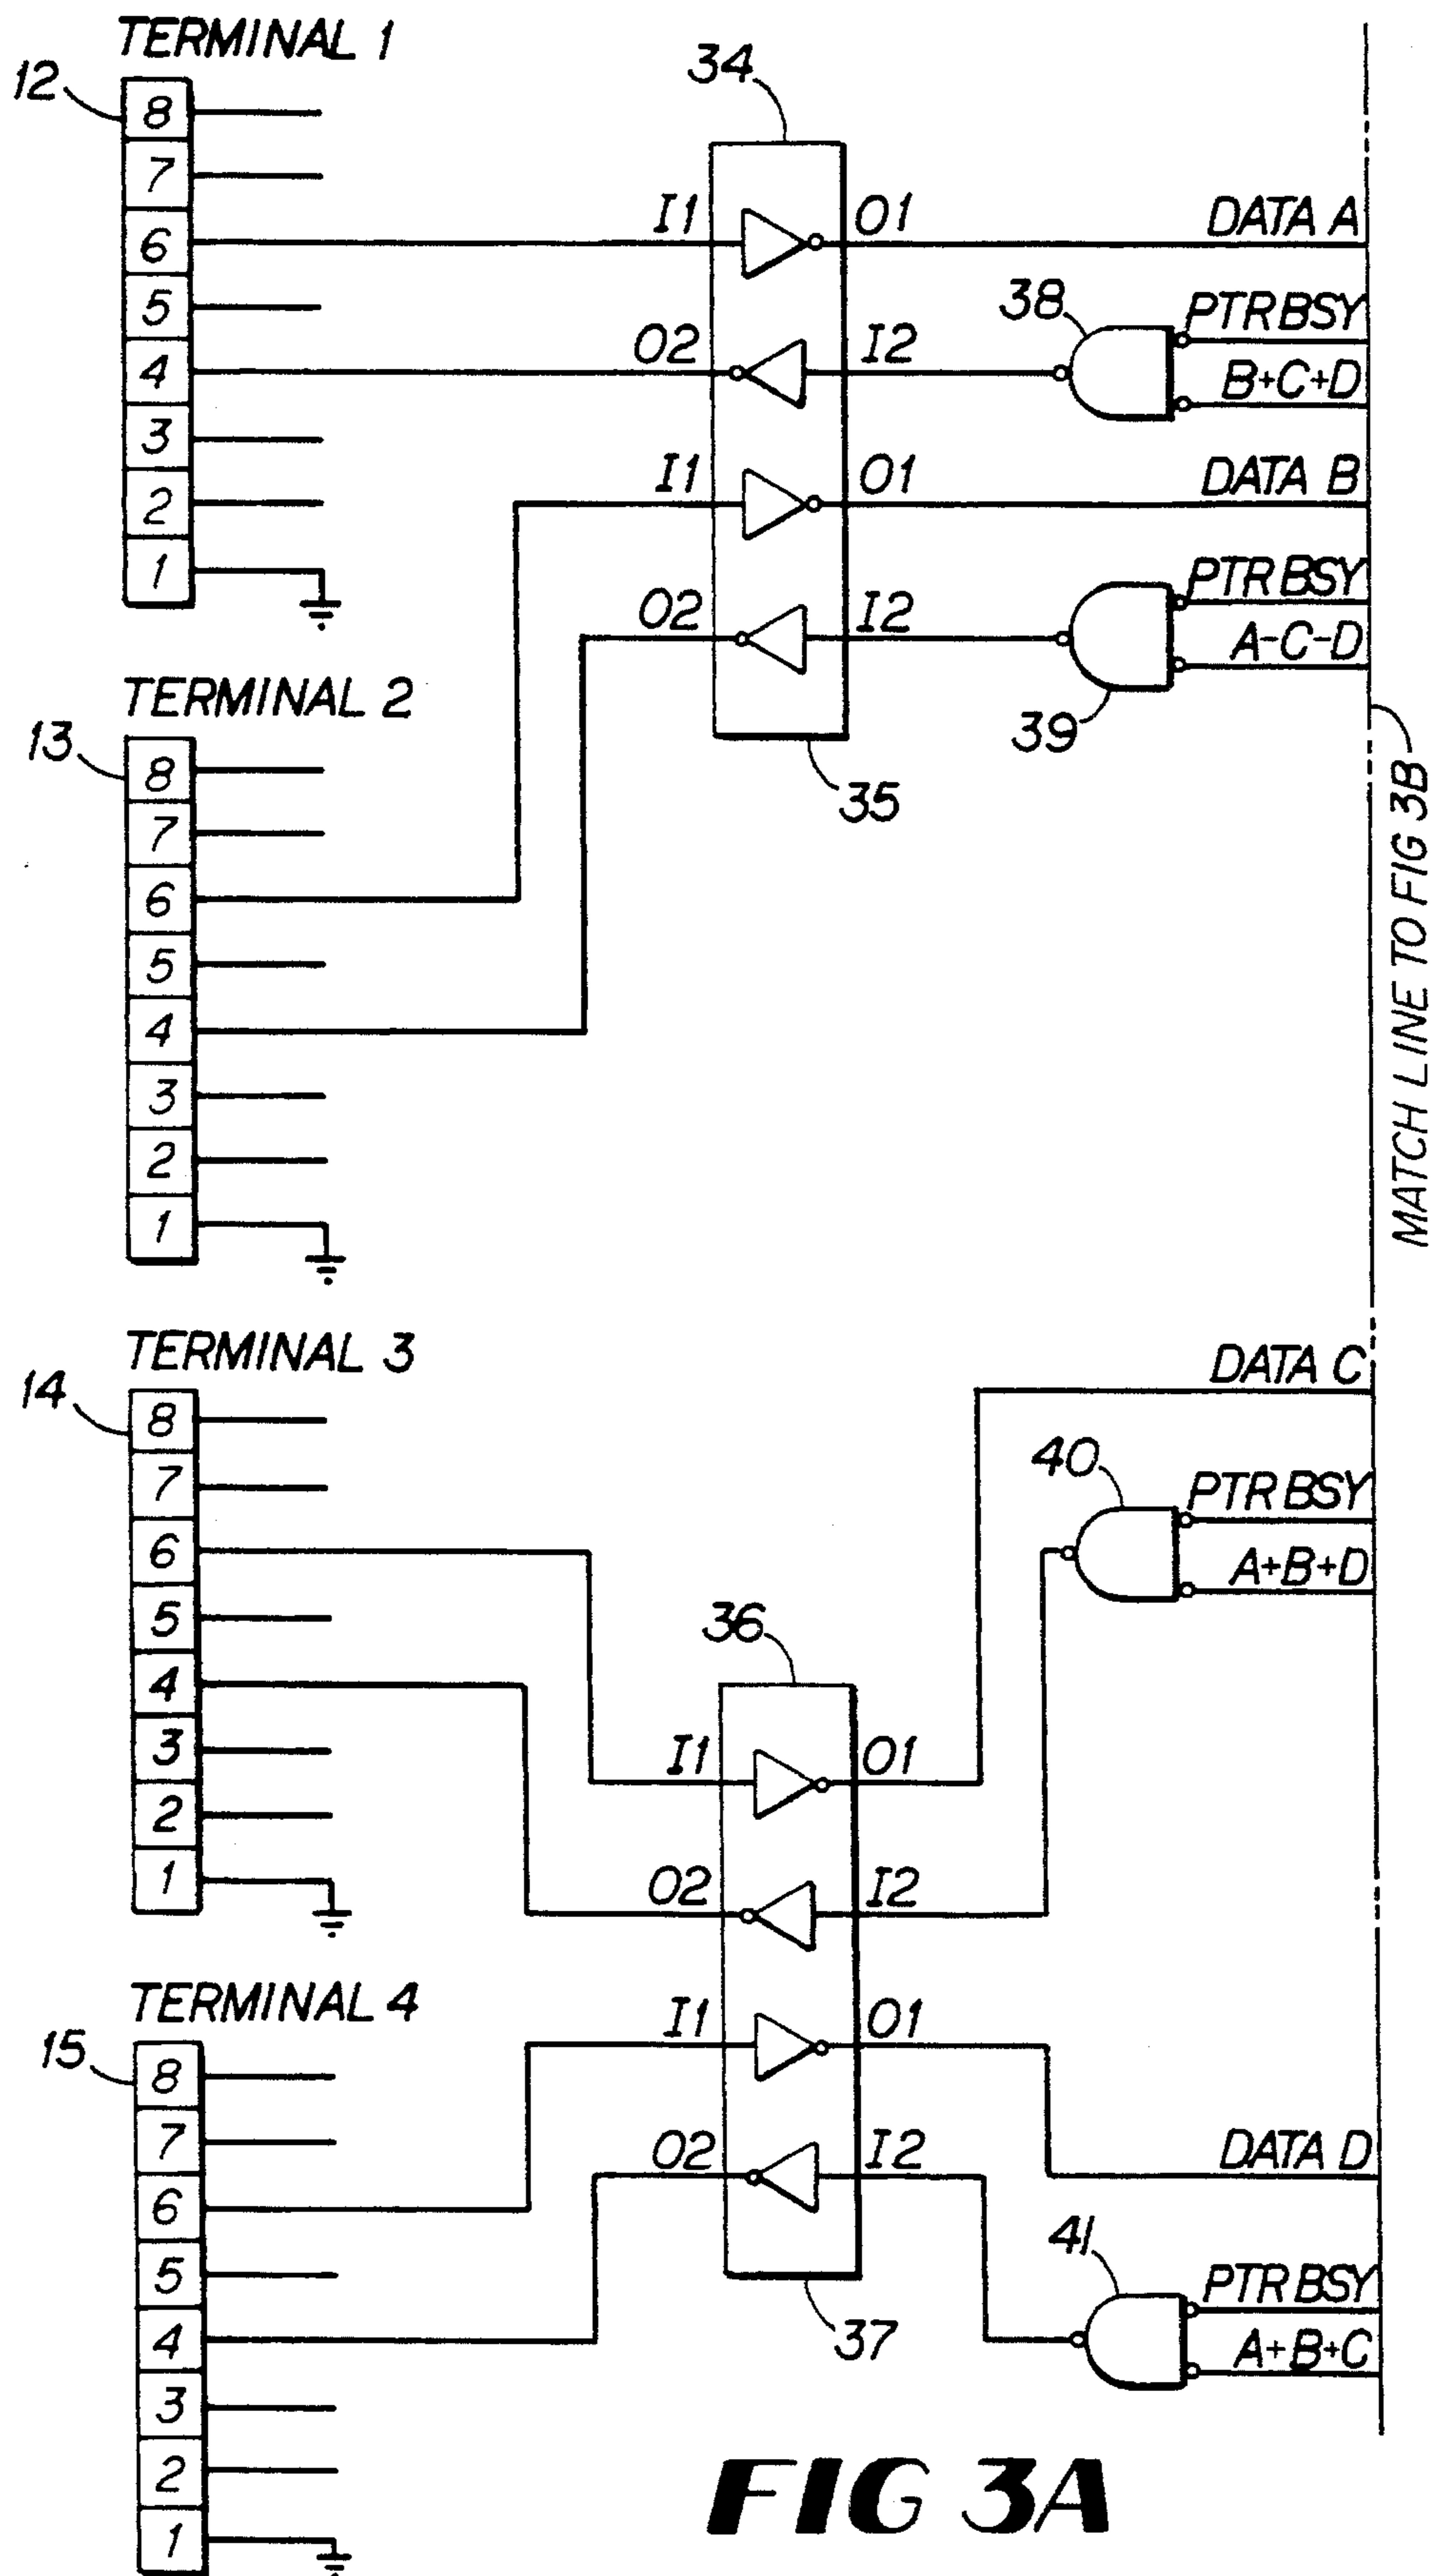 TERMINAL 1
12
8
7
6
5
4
3
2
1
34
I1
O1
DATA A
O2
I2
38
PTR BSY
B+C+D
I1
O1
DATA B
O2
I2
39
PTR BSY
A-C-D
35
TERMINAL 2
13
8
7
6
5
4
3
2
1
MATCH LINE TO FIG 3B
TERMINAL 3
14
8
7
6
5
4
3
2
1
DATA C
40
PTR BSY
A+B+D
36
I1
O1
O2
I2
TERMINAL 4
15
8
7
6
5
4
3
2
1
I1
O1
O2
I2
DATA D
41
PTR BSY
A+B+C
37
FIG 3A